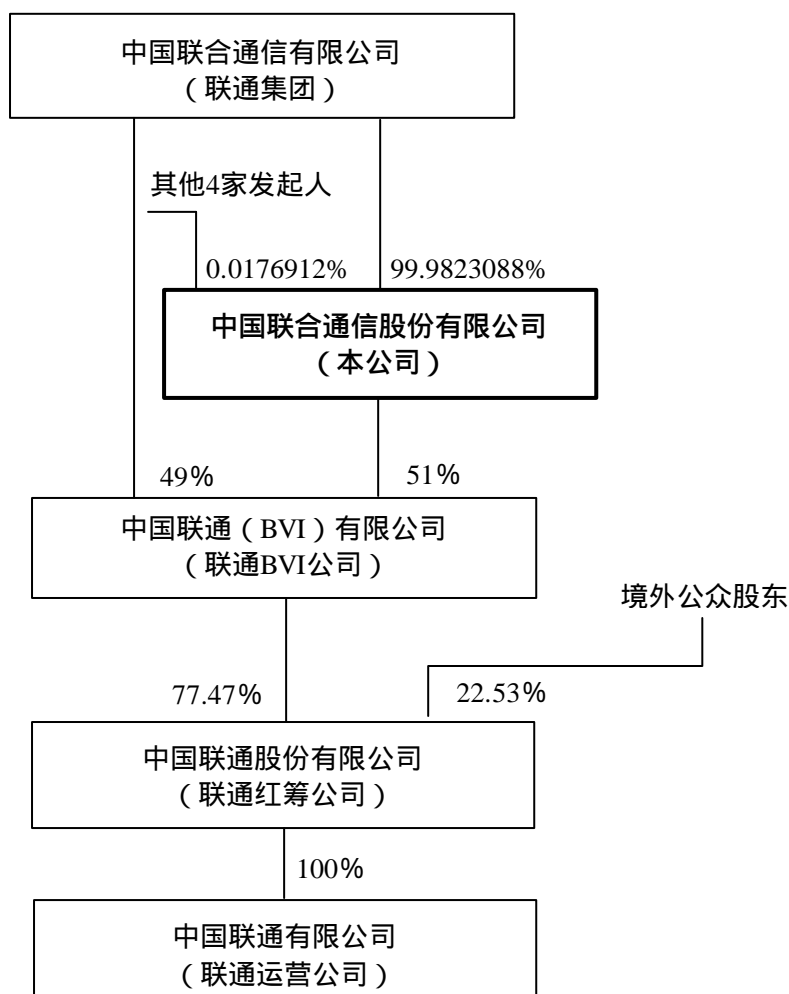 中国联合通信有限公司
（联通集团）
其他4家发起人
0.0176912%
99.9823088%
中国联合通信股份有限公司
（本公司）
49%
51%
中国联通（BVI）有限公司
（联通BVI公司）
境外公众股东
77.47%
22.53%
中国联通股份有限公司
（联通红筹公司）
100%
中国联通有限公司
（联通运营公司）